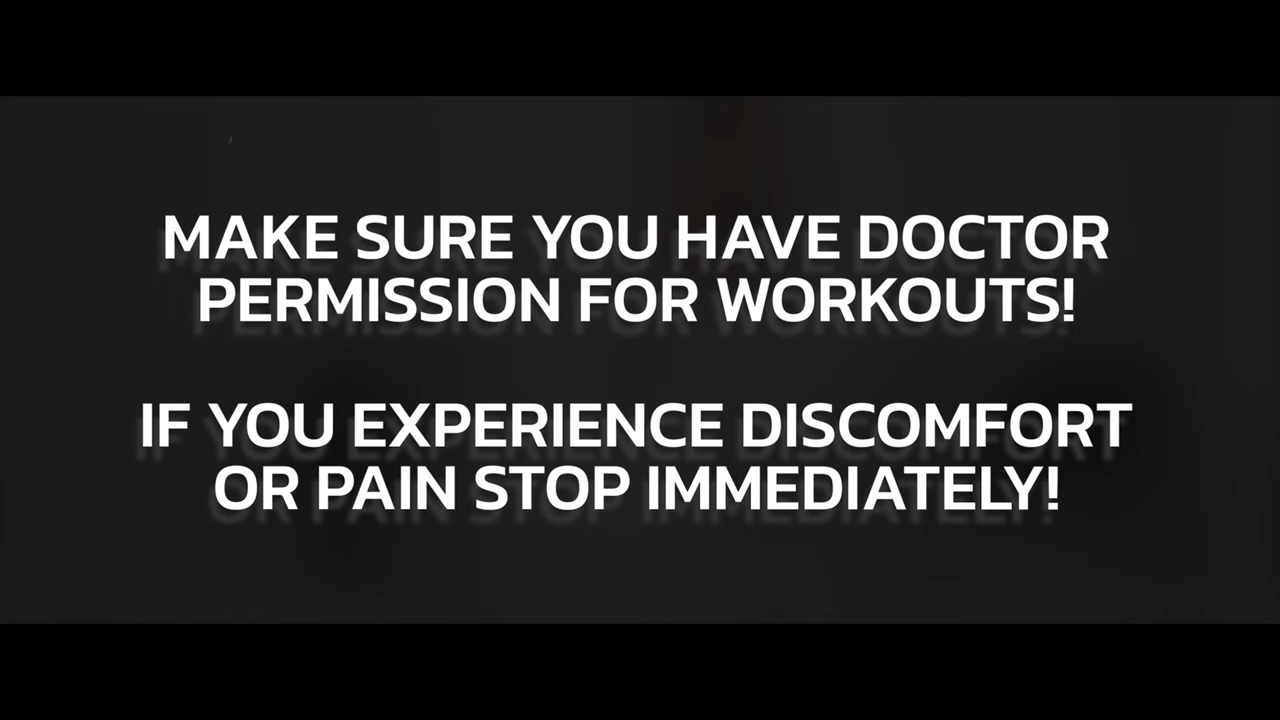 MAKE SURE YOU HAVE DOCTOR
PERMISSION FOR WORKOUTS!
IF YOU EXPERIENCE DISCOMFORT
OR PAIN STOP IMMEDIATELY!